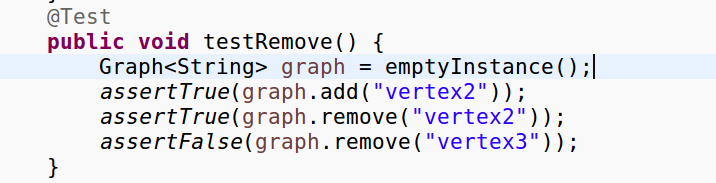 @Test
public void testRemove() {
    Graph<String> graph = emptyInstance();
    assertTrue(graph.add("vertex2"));
    assertTrue(graph.remove("vertex2"));
    assertFalse(graph.remove("vertex3"));
}